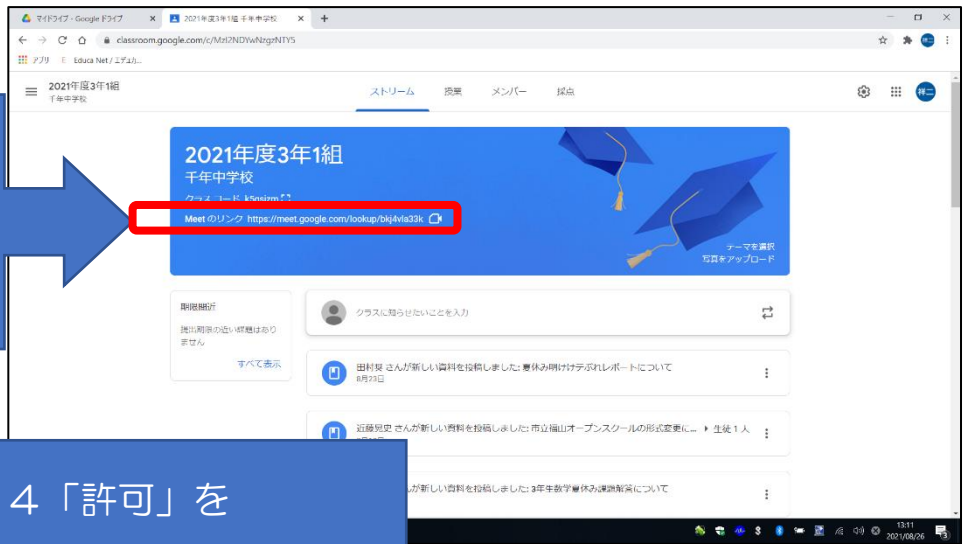 マイドライブ - Google ドライブ
2021年度3年1組 千年中学校
classroom.google.com/c/MzI2NDYwNzgzNTY5
アプリ
E Educa Net / エデュカ...
2021年度3年1組
千年中学校
ストリーム 授業 メンバー 採点
祥二
2021年度3年1組
千年中学校
クラス コード k5qsizm
Meet のリンク https://meet.google.com/lookup/bkj4vla33k
テーマを選択
写真をアップロード
期限間近
提出期限の近い課題はあり
ません
すべて表示
クラスに知らせたいことを入力
さんが新しい資料を投稿しました: 夏休み明けけテぶれレポートについて
8月23日
さんが新しい資料を投稿しました: 市立福山オープンスクールの形式変更に... 生徒 1 人
んが新しい資料を投稿しました: 3年生数学夏休み課題解答について
4「許可」を
13:11
2021/08/26